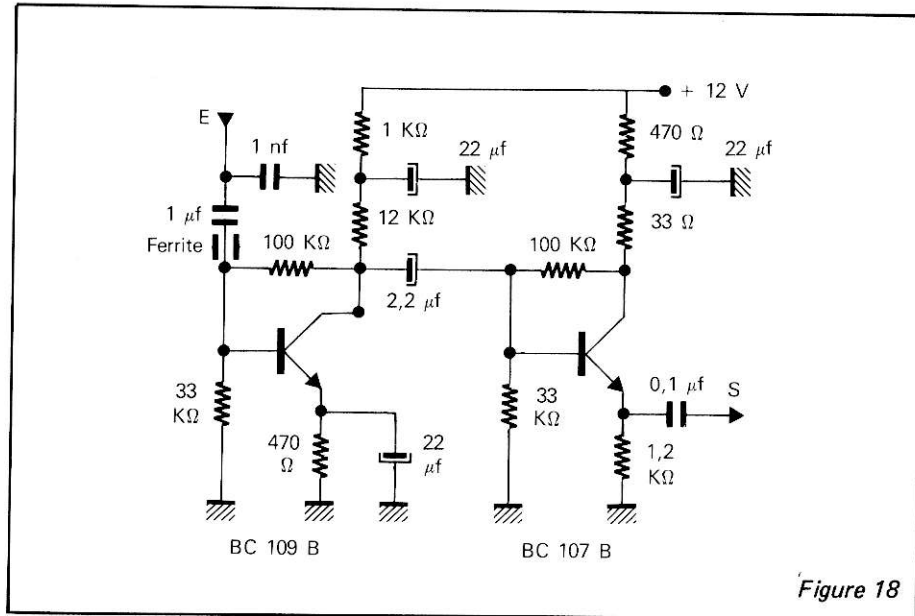 + 12 V
E
1 nf
1 KΩ
22 µf
470 Ω
22 µf
1 µf
12 KΩ
33 Ω
Ferrite
100 KΩ
100 KΩ
2,2 µf
33
KΩ
470
Ω
22
µf
33
KΩ
0,1 µf
S
1,2
KΩ
BC 109 B
BC 107 B
Figure 18